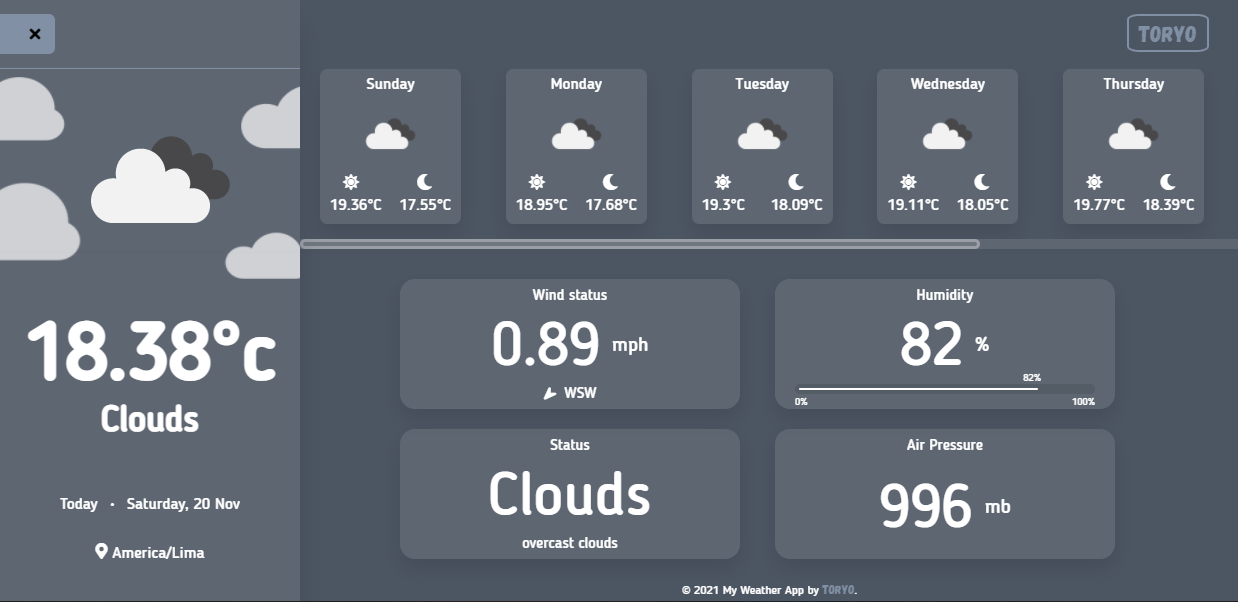 ×
18.38°c
Clouds
Today • Saturday, 20 Nov
America/Lima
TORYO
Sunday Monday Tuesday Wednesday Thursday
19.36°C 17.55°C 18.95°C 17.68°C 19.3°C 18.09°C 19.11°C 18.05°C 19.77°C 18.39°C
Wind status
0.89 mph
WSW
Humidity
82 %
82%
0% 100%
Status
Clouds
overcast clouds
Air Pressure
996 mb
© 2021 My Weather App by TORYO.